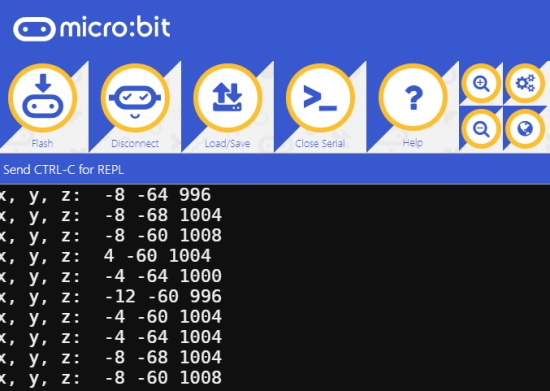 micro:bit
Flash Disconnect Load/Save Close Serial Help
Send CTRL-C for REPL
x, y, z: -8 -64 996
x, y, z: -8 -68 1004
x, y, z: -8 -60 1008
x, y, z: 4 -60 1004
x, y, z: -4 -64 1000
x, y, z: -12 -60 996
x, y, z: -4 -60 1004
x, y, z: -4 -64 1004
x, y, z: -8 -68 1004
x, y, z: -8 -60 1008